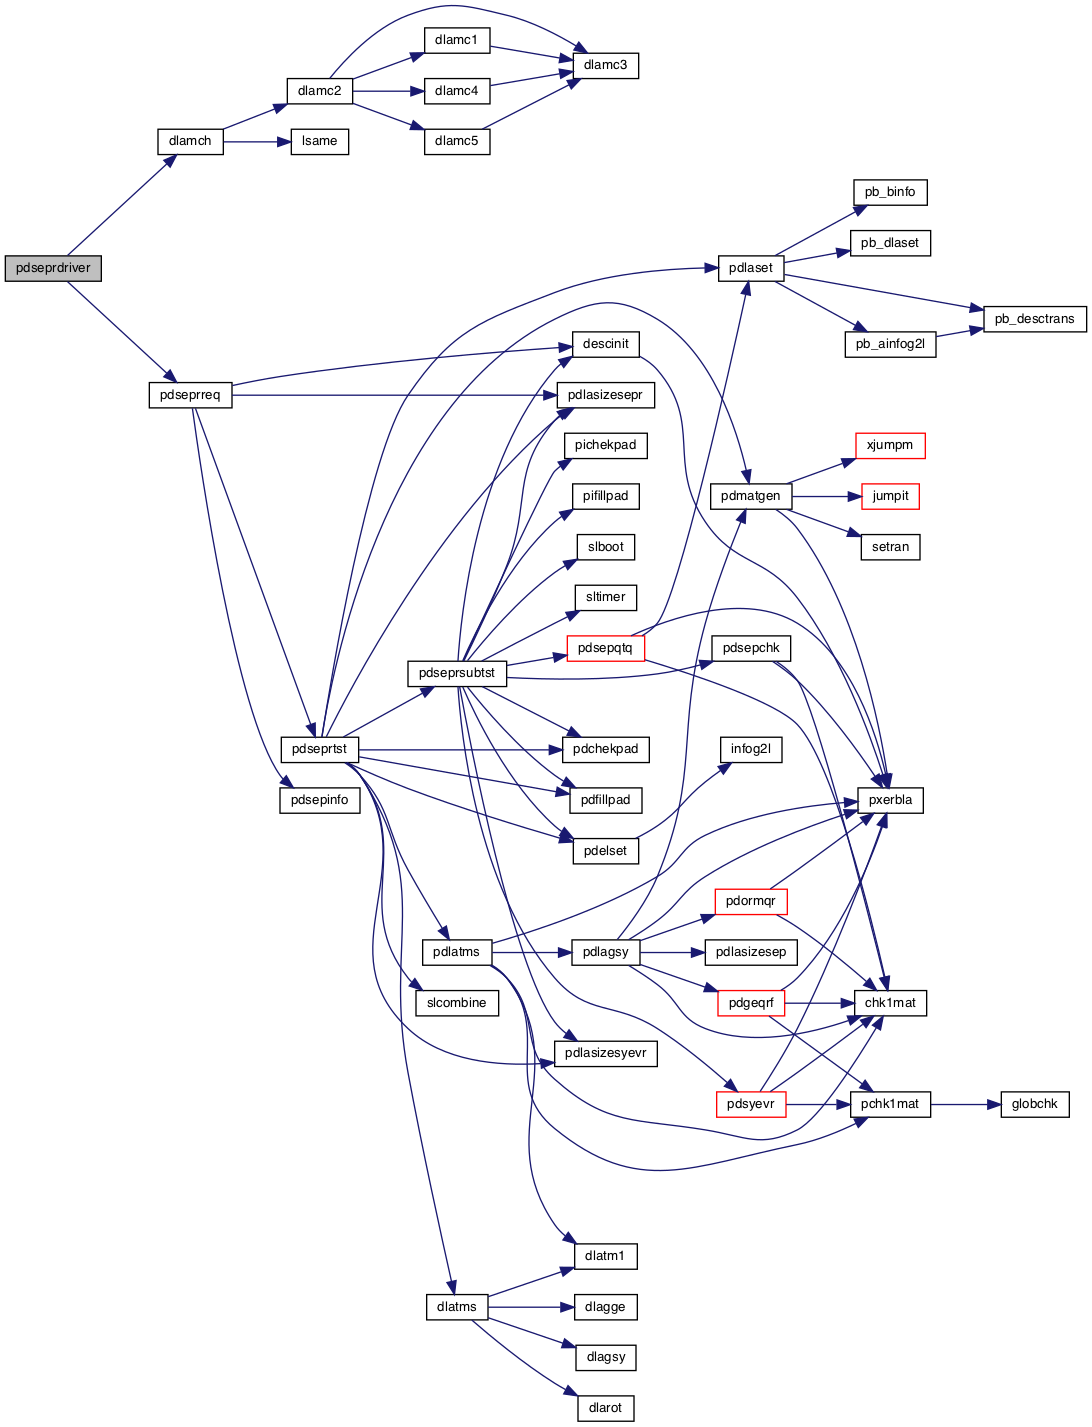 dlamc1
dlamc3
dlamc2
dlamc4
dlamch
lsame
dlamc5
pb_binfo
pb_dlaset
pdseprdriver
pdlaset
pb_desctrans
descinit
pb_ainfog2l
pdseprreq
pdlasizesepr
pichekpad
xjumpm
pifillpad
pdmatgen
jumpit
slboot
setran
sltimer
pdsepqtq
pdsepchk
pdseprsubtst
pdseprtst
pdchekpad
infog2l
pdsepinfo
pdfillpad
pxerbla
pdelset
pdormqr
pdlatms
pdlagsy
pdlasizesep
slcombine
pdgeqrf
chk1mat
pdlasizesyevr
pdsyevr
pchk1mat
globchk
dlatm1
dlatms
dlagge
dlagsy
dlarot